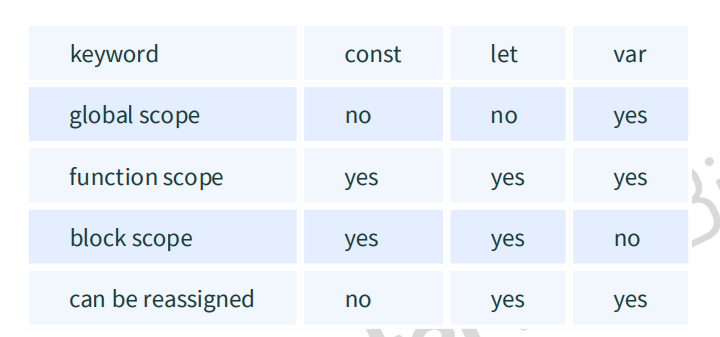 keyword const let var
global scope no no yes
function scope yes yes yes
block scope yes yes no
can be reassigned no yes yes